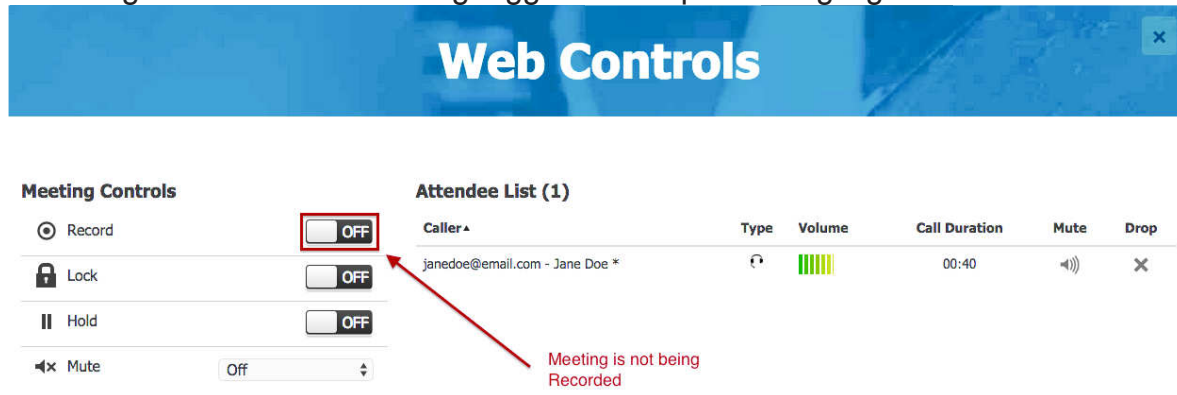 Web Controls
×
Meeting Controls
Attendee List (1)
Record OFF
Caller▴ Type Volume Call Duration Mute Drop
janedoe@email.com - Jane Doe * 00:40
Lock OFF
Hold OFF
Mute Off
Meeting is not being
Recorded